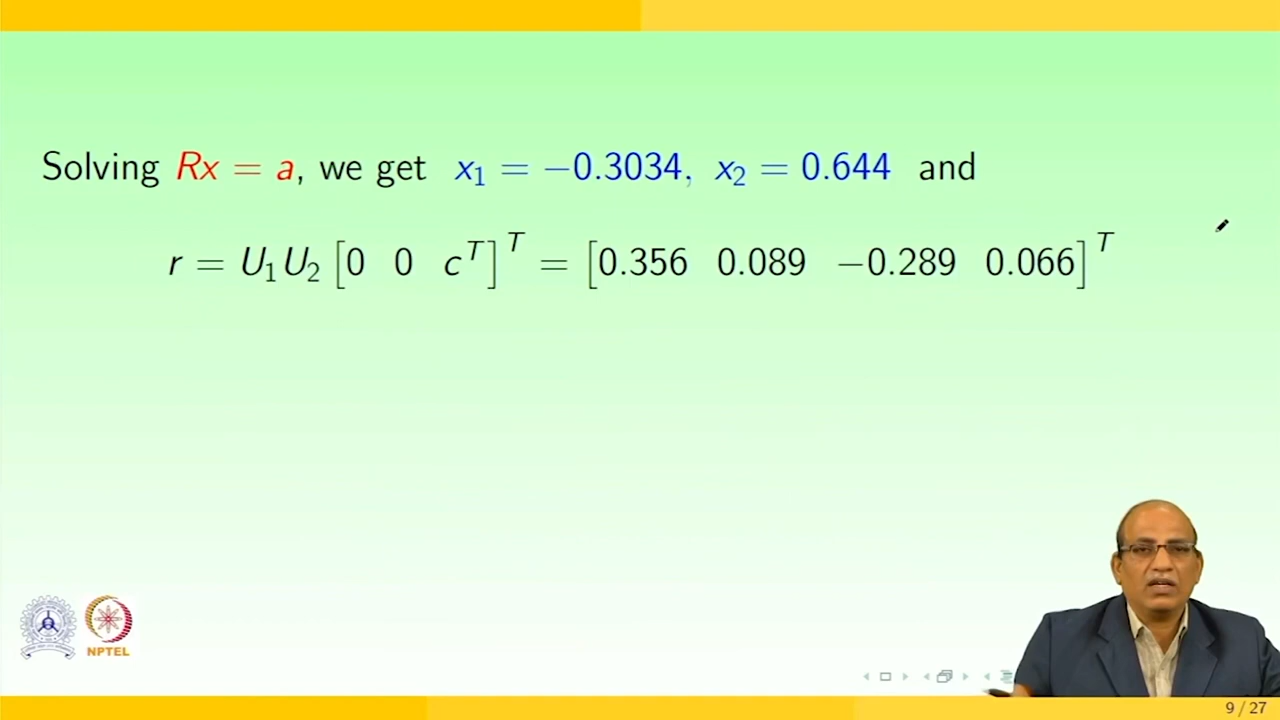 Solving Rx = a, we get x₁ = −0.3034, x₂ = 0.644 and
r = U₁U₂ [0 0 cᵀ]ᵀ = [0.356 0.089 −0.289 0.066]ᵀ
NPTEL
9 / 27